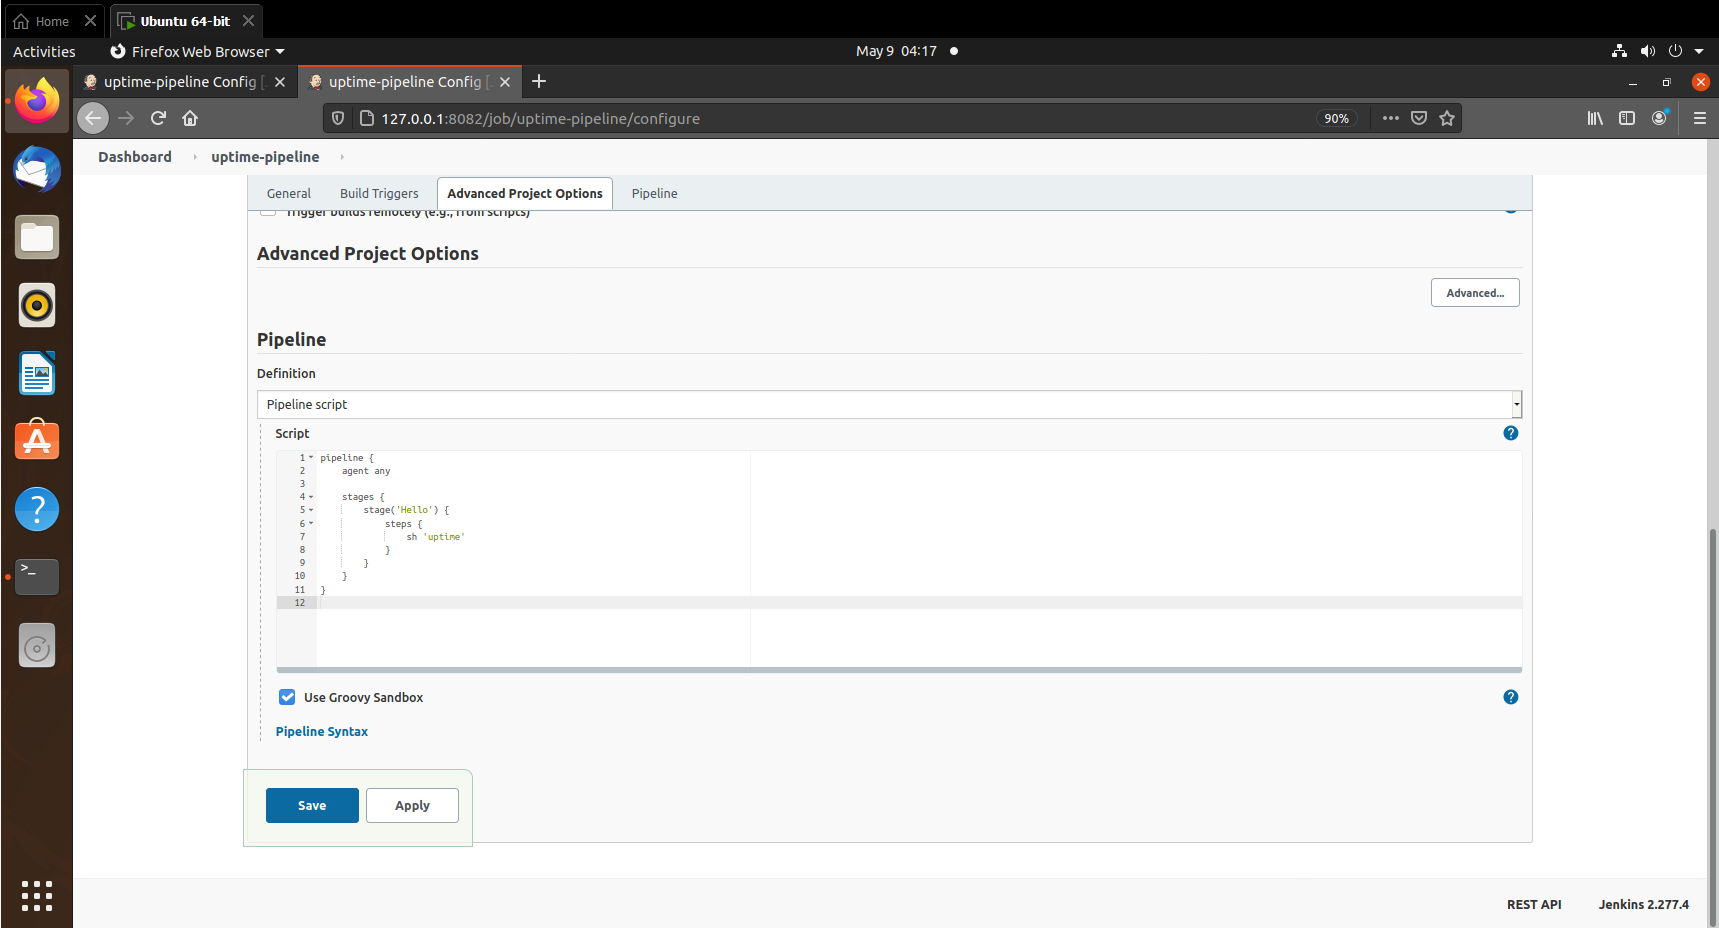 Home
Ubuntu 64-bit
Activities
Firefox Web Browser
May 9 04:17
uptime-pipeline Config [
uptime-pipeline Config [
127.0.0.1:8082/job/uptime-pipeline/configure
90%
Dashboard
uptime-pipeline
General
Build Triggers
Advanced Project Options
Pipeline
Trigger builds remotely (e.g., from scripts)
Advanced Project Options
Advanced...
Pipeline
Definition
Pipeline script
Script
?
1 pipeline {
2 agent any
3
4 stages {
5 stage('Hello') {
6 steps {
7 sh 'uptime'
8 }
9 }
10 }
11 }
12
Use Groovy Sandbox
?
Pipeline Syntax
Save
Apply
REST API
Jenkins 2.277.4